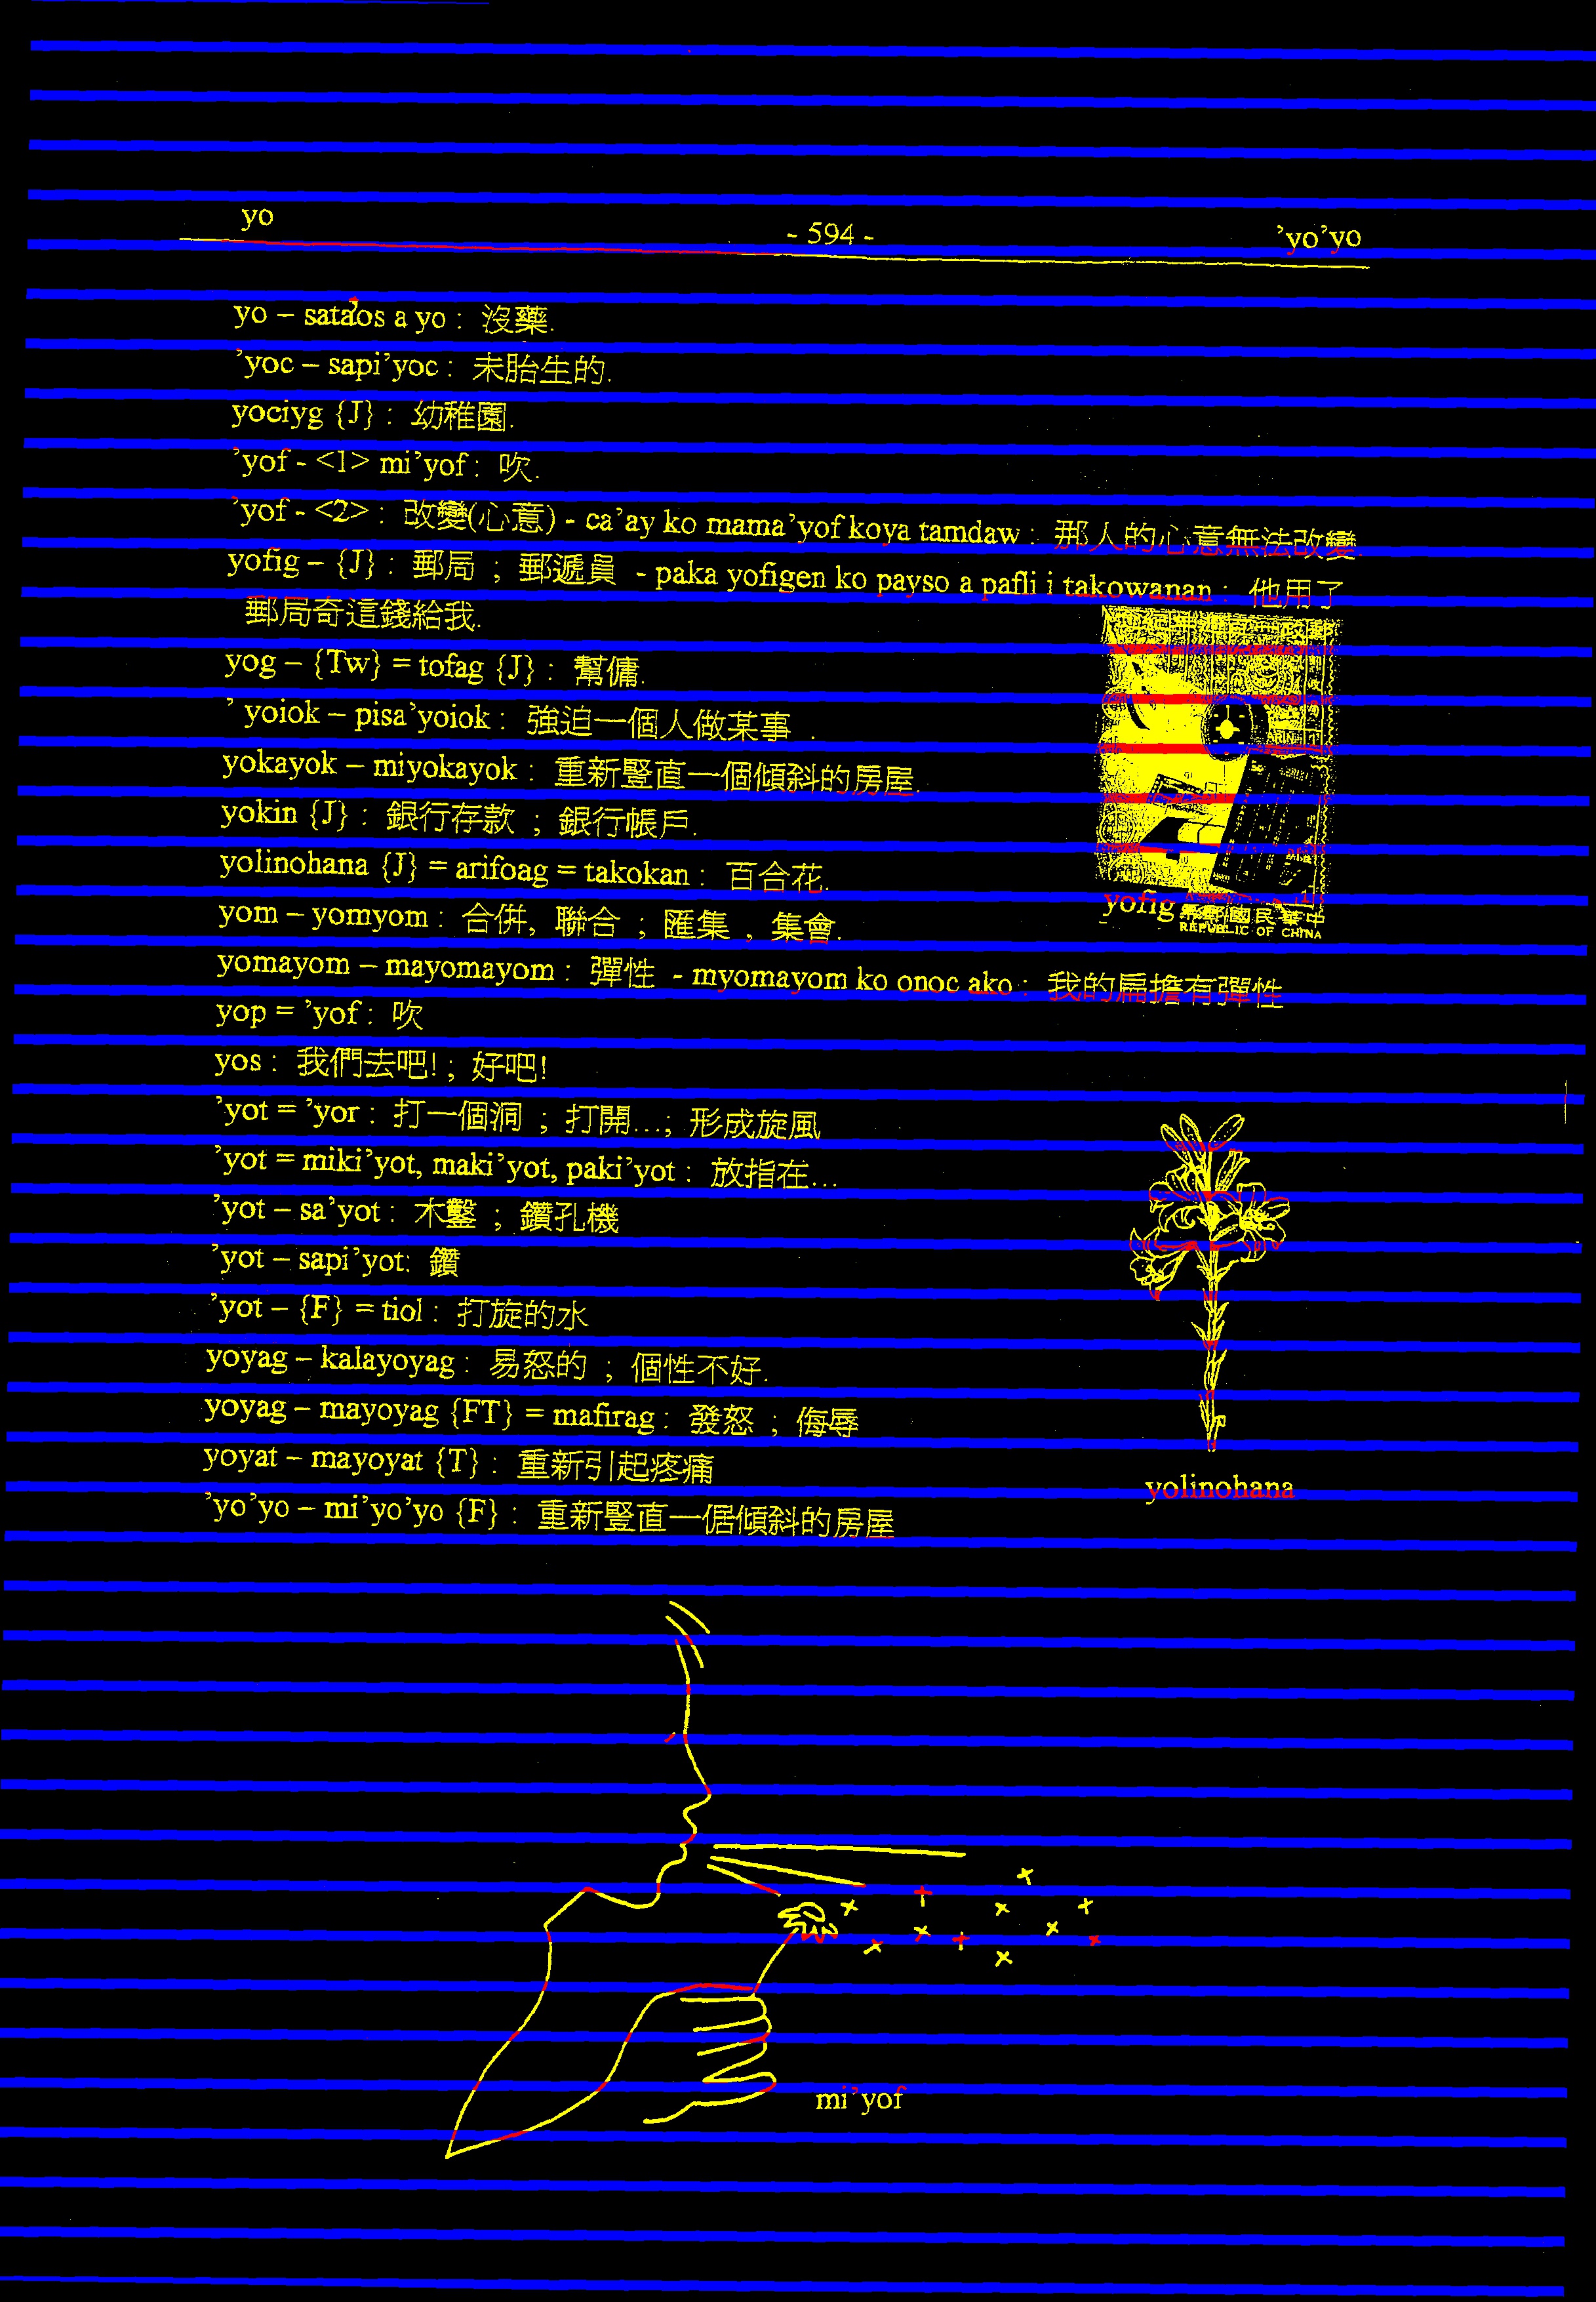 yo - 594 - ’yo’yo
yo – sata’os a yo : 沒藥.
’yoc – sapi’yoc : 未胎生的.
yociyg {J} : 幼稚園.
’yof - <1> mi’yof : 吹.
’yof - <2> : 改變(心意) - ca’ay ko mama’yof koya tamdaw : 那人的心意無法改變.
yofig – {J} : 郵局 ; 郵遞員 - paka yofigen ko payso a pafli i takowanan : 他用了
郵局寄這錢給我.
yog – {Tw} = tofag {J} : 幫傭.
’ yoiok – pisa’yoiok : 強迫一個人做某事 .
yokayok – miyokayok : 重新豎直一個傾斜的房屋.
yokin {J} : 銀行存款 ; 銀行帳戶.
yolinohana {J} = arifoag = takokan : 百合花.
yom – yomyom : 合併, 聯合 ; 匯集 , 集會.
yofig
REPUBLIC OF CHINA
yomayom – mayomayom : 彈性 - myomayom ko onoc ako : 我的扁擔有彈性
yop = ’yof : 吹
yos : 我們去吧! ; 好吧!
’yot = ’yor : 打一個洞 ; 打開...; 形成旋風
’yot = miki’yot, maki’yot, paki’yot : 放指在...
’yot – sa’yot : 木鑿 ; 鑽孔機
’yot – sapi’yot: 鑽
’yot – {F} = tiol : 打旋的水
yoyag – kalayoyag : 易怒的 ; 個性不好.
yoyag – mayoyag {FT} = mafirag : 發怒 ; 侮辱
yoyat – mayoyat {T} : 重新引起疼痛
yolinohana
’yo’yo – mi’yo’yo {F} : 重新豎直一倨傾斜的房屋
mi’yof